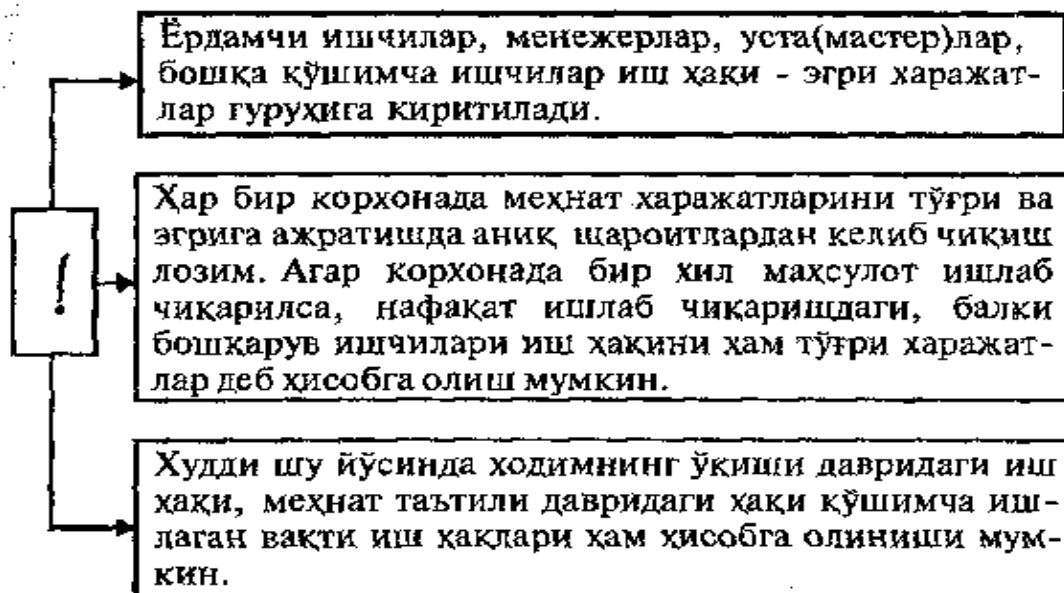 Ёрдамчи ишчилар, менежерлар, уста(мастер)лар,
бошқа қўшимча ишчилар иш ҳақи - эгри харажат-
лар гуруҳига киритилади.
Ҳар бир корхонада меҳнат харажатларини тўғри ва
эгрига ажратишда аниқ шароитлардан келиб чиқиш
лозим. Агар корхонада бир хил маҳсулот ишлаб
чиқарилса, нафақат ишлаб чиқаришдаги, балки
бошқарув ишчилари иш ҳақини ҳам тўғри харажат-
лар деб ҳисобга олиш мумкин.
!
Худди шу йўсинда ходимнинг ўқиши давридаги иш
ҳақи, меҳнат таътили давридаги ҳақи қўшимча иш-
лаган вақти иш ҳақлари ҳам ҳисобга олиниши мум-
кин.